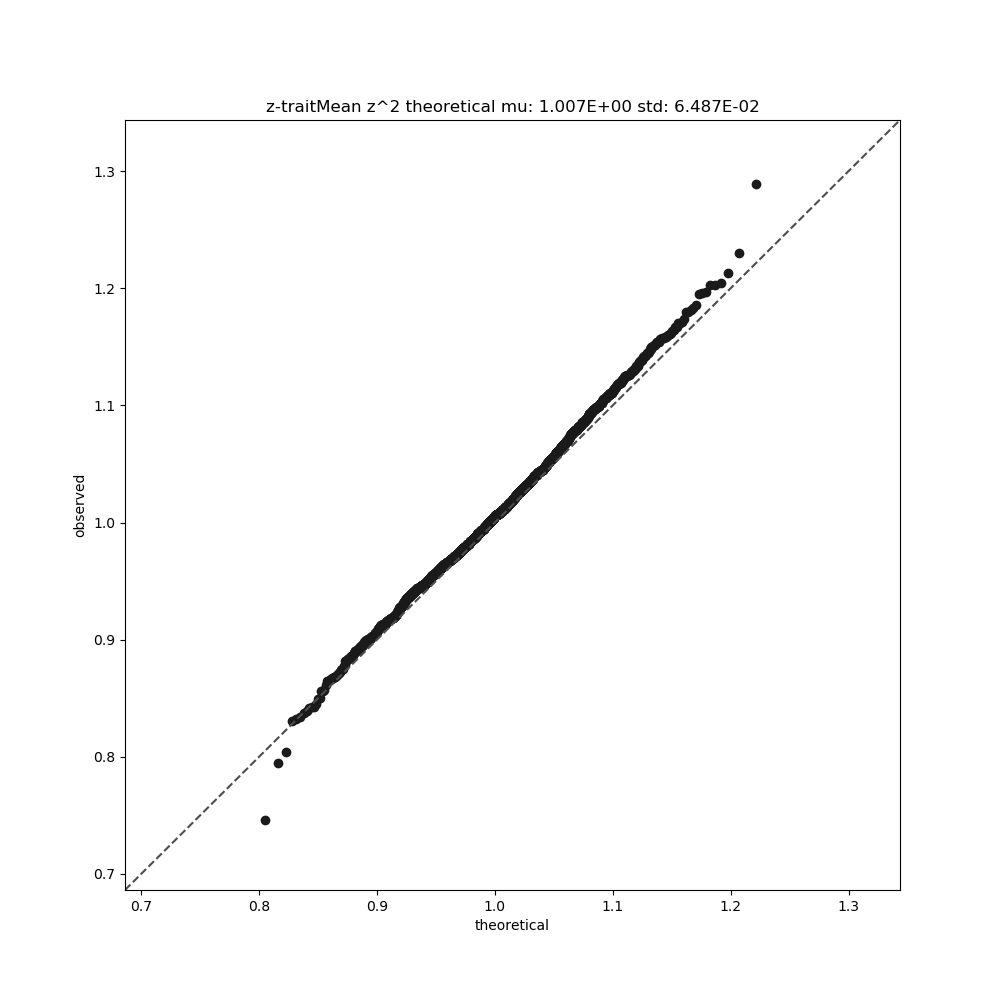 z-traitMean z^2 theoretical mu: 1.007E+00 std: 6.487E-02
1.3
1.2
1.1
1.0
0.9
0.8
0.7
observed
0.7 0.8 0.9 1.0 1.1 1.2 1.3
theoretical